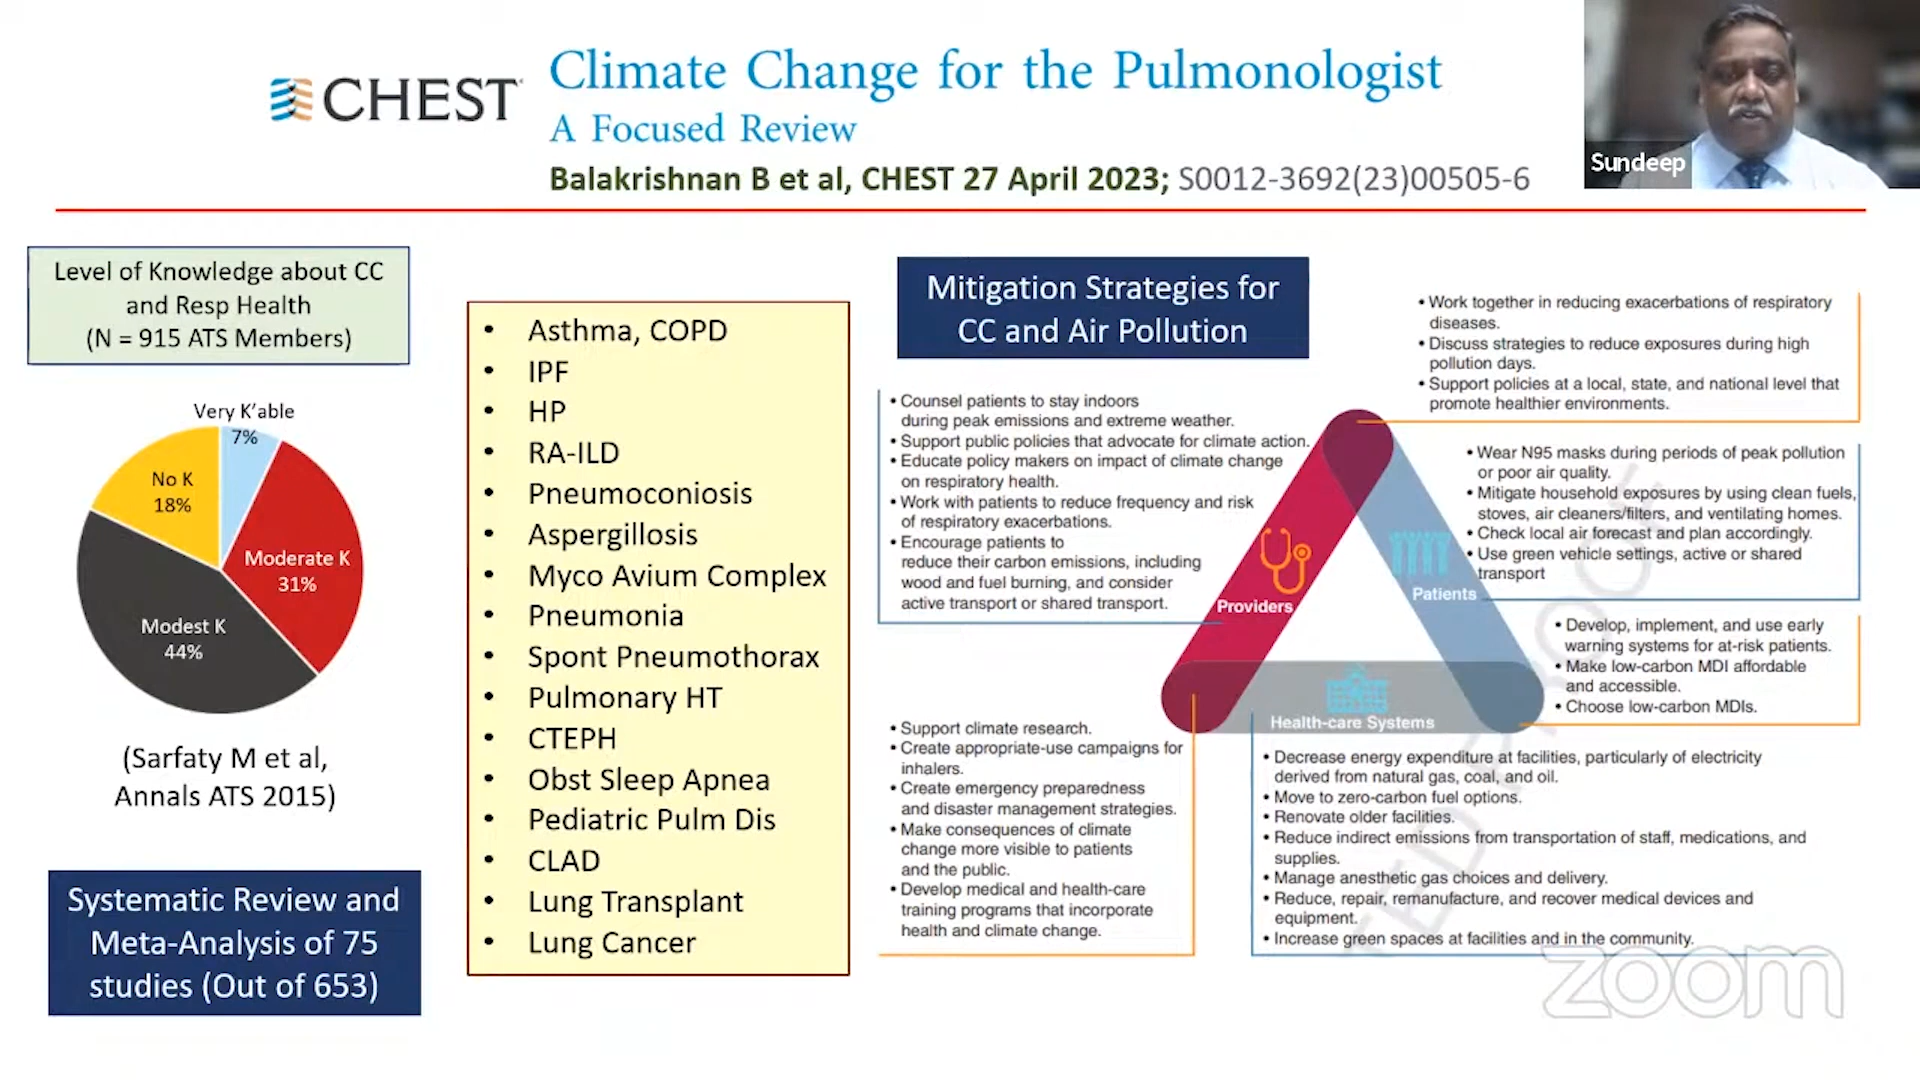 CHEST
Climate Change for the Pulmonologist
A Focused Review
Balakrishnan B et al, CHEST 27 April 2023; S0012-3692(23)00505-6
Sundeep
Level of Knowledge about CC
and Resp Health
(N = 915 ATS Members)
Very K'able
7%
No K
18%
Moderate K
31%
Modest K
44%
(Sarfaty M et al,
Annals ATS 2015)
Systematic Review and
Meta-Analysis of 75
studies (Out of 653)
• Asthma, COPD
• IPF
• HP
• RA-ILD
• Pneumoconiosis
• Aspergillosis
• Myco Avium Complex
• Pneumonia
• Spont Pneumothorax
• Pulmonary HT
• CTEPH
• Obst Sleep Apnea
• Pediatric Pulm Dis
• CLAD
• Lung Transplant
• Lung Cancer
Mitigation Strategies for
CC and Air Pollution
• Counsel patients to stay indoors
during peak emissions and extreme weather.
• Support public policies that advocate for climate action.
• Educate policy makers on impact of climate change
on respiratory health.
• Work with patients to reduce frequency and risk
of respiratory exacerbations.
• Encourage patients to
reduce their carbon emissions, including
wood and fuel burning, and consider
active transport or shared transport.
• Work together in reducing exacerbations of respiratory
diseases.
• Discuss strategies to reduce exposures during high
pollution days.
• Support policies at a local, state, and national level that
promote healthier environments.
• Wear N95 masks during periods of peak pollution
or poor air quality.
• Mitigate household exposures by using clean fuels,
stoves, air cleaners/filters, and ventilating homes.
• Check local air forecast and plan accordingly.
• Use green vehicle settings, active or shared
transport
Providers
Patients
Health-care Systems
• Develop, implement, and use early
warning systems for at-risk patients.
• Make low-carbon MDI affordable
and accessible.
• Choose low-carbon MDIs.
• Support climate research.
• Create appropriate-use campaigns for
inhalers.
• Create emergency preparedness
and disaster management strategies.
• Make consequences of climate
change more visible to patients
and the public.
• Develop medical and health-care
training programs that incorporate
health and climate change.
• Decrease energy expenditure at facilities, particularly of electricity
derived from natural gas, coal, and oil.
• Move to zero-carbon fuel options.
• Renovate older facilities.
• Reduce indirect emissions from transportation of staff, medications, and
supplies.
• Manage anesthetic gas choices and delivery.
• Reduce, repair, remanufacture, and recover medical devices and
equipment.
• Increase green spaces at facilities and in the community.
TED PROOF
zoom